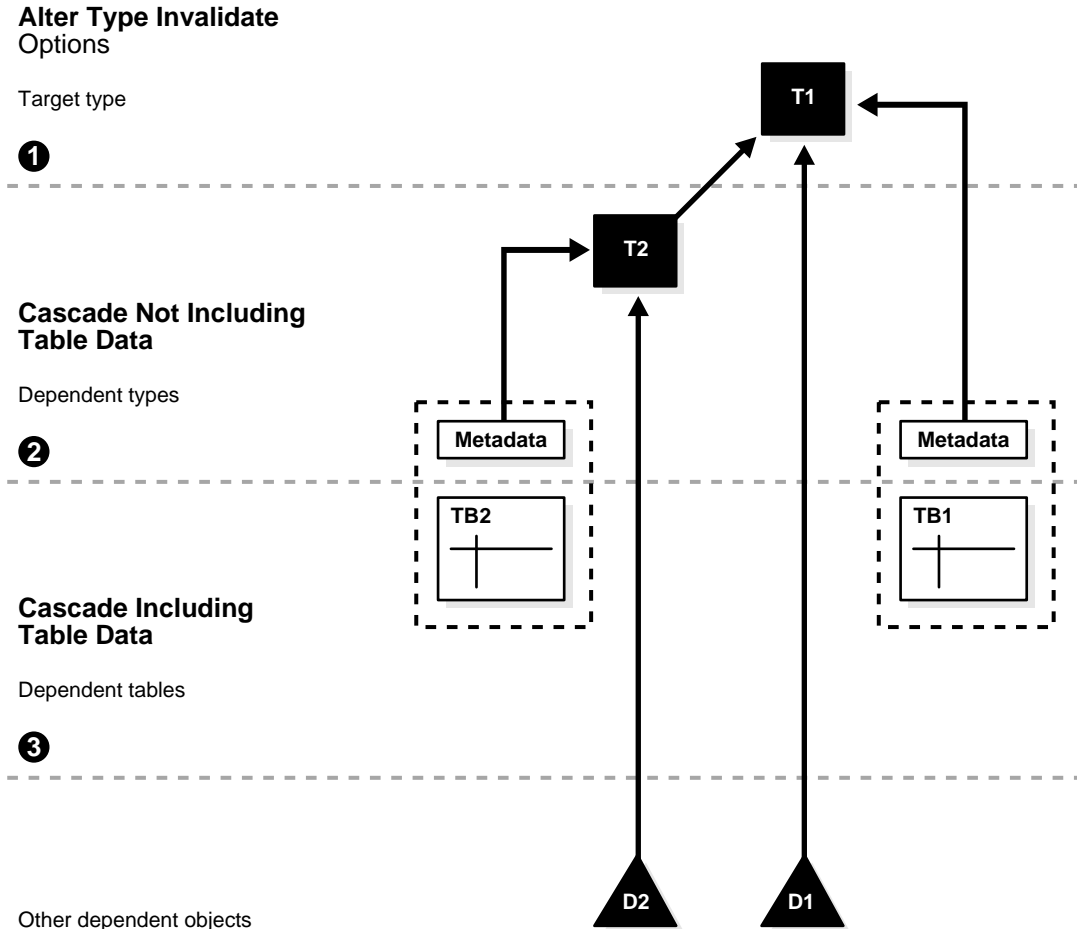 Alter Type Invalidate
Options
T1
Target type
1
T2
Cascade Not Including
Table Data
Dependent types
Metadata
Metadata
2
TB2
TB1
Cascade Including
Table Data
Dependent tables
3
D2
D1
Other dependent objects